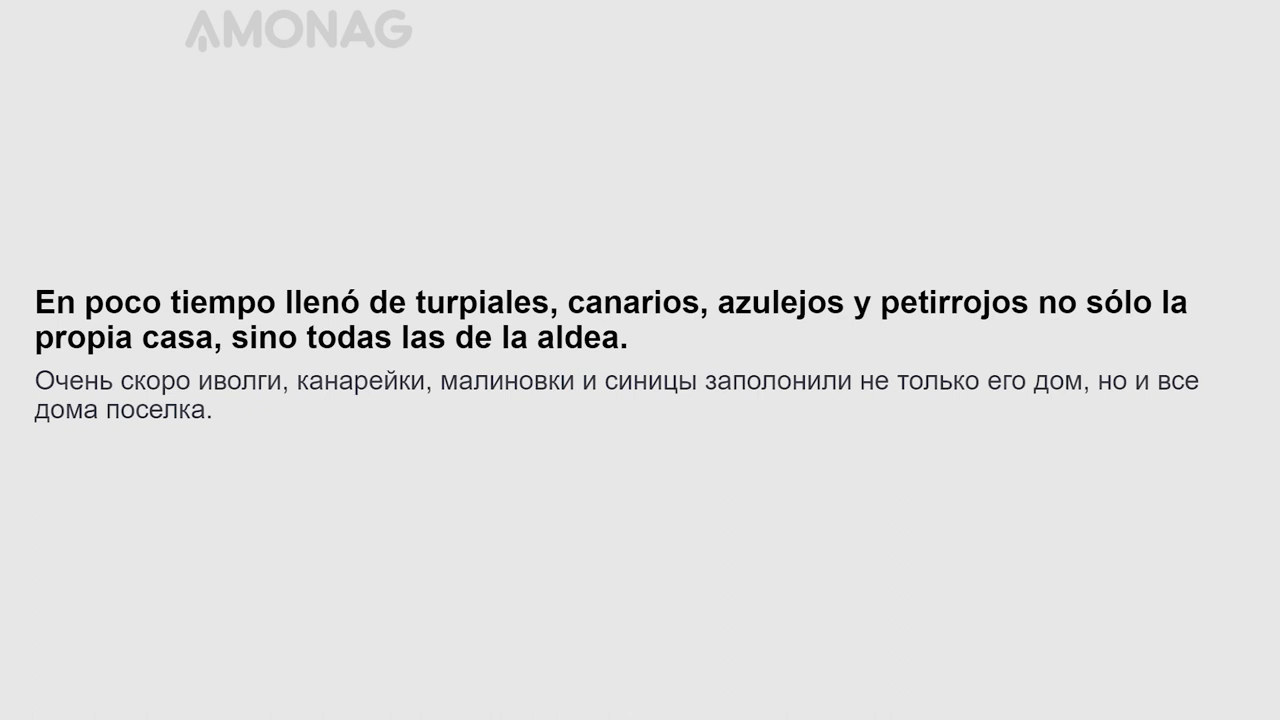 AMONAG
En poco tiempo llenó de turpiales, canarios, azulejos y petirrojos no sólo la
propia casa, sino todas las de la aldea.
Очень скоро иволги, канарейки, малиновки и синицы заполонили не только его дом, но и все
дома поселка.